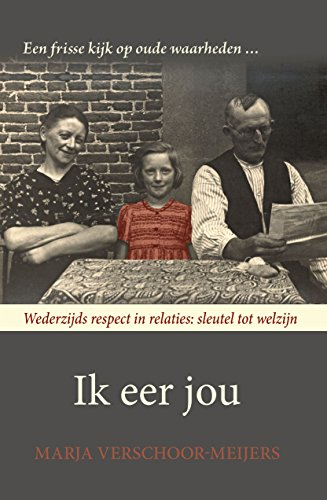 Een frisse kijk op oude waarheden ...
Wederzijds respect in relaties: sleutel tot welzijn
Ik eer jou
MARJA VERSCHOOR-MEIJERS